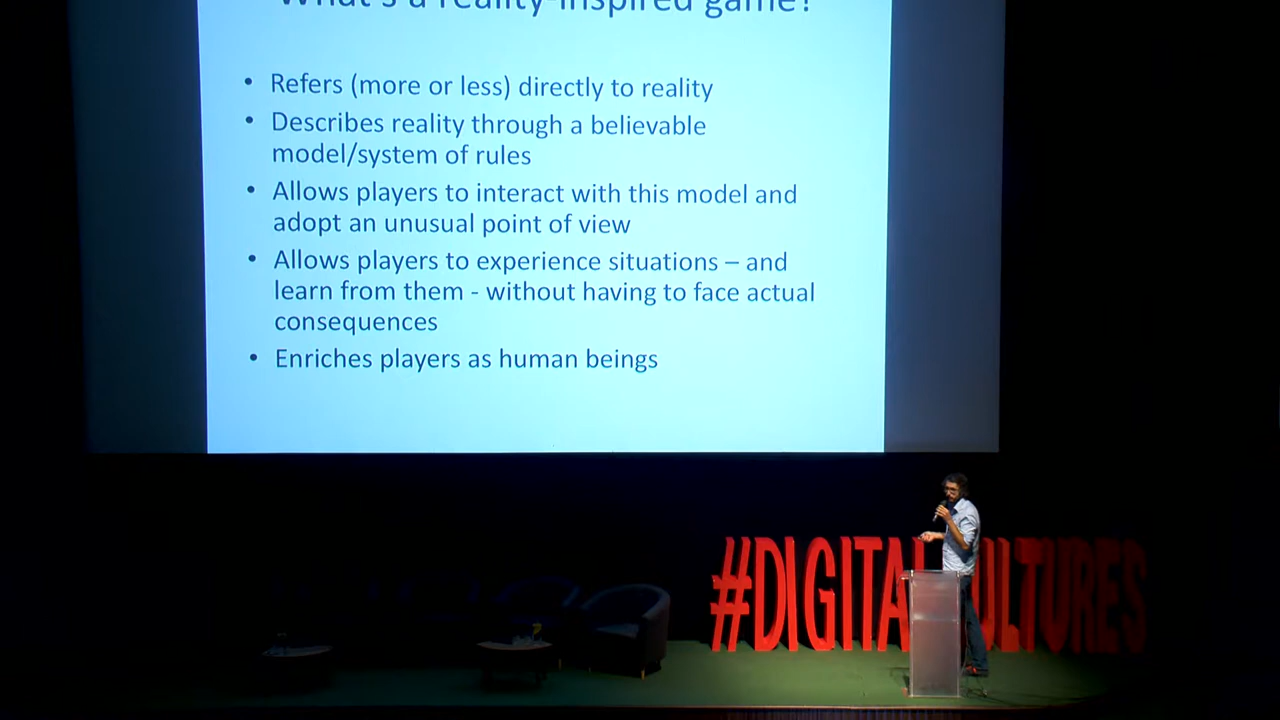 What's a reality-inspired game?
• Refers (more or less) directly to reality
• Describes reality through a believable
model/system of rules
• Allows players to interact with this model and
adopt an unusual point of view
• Allows players to experience situations – and
learn from them - without having to face actual
consequences
• Enriches players as human beings
#DIGITALCULTURES